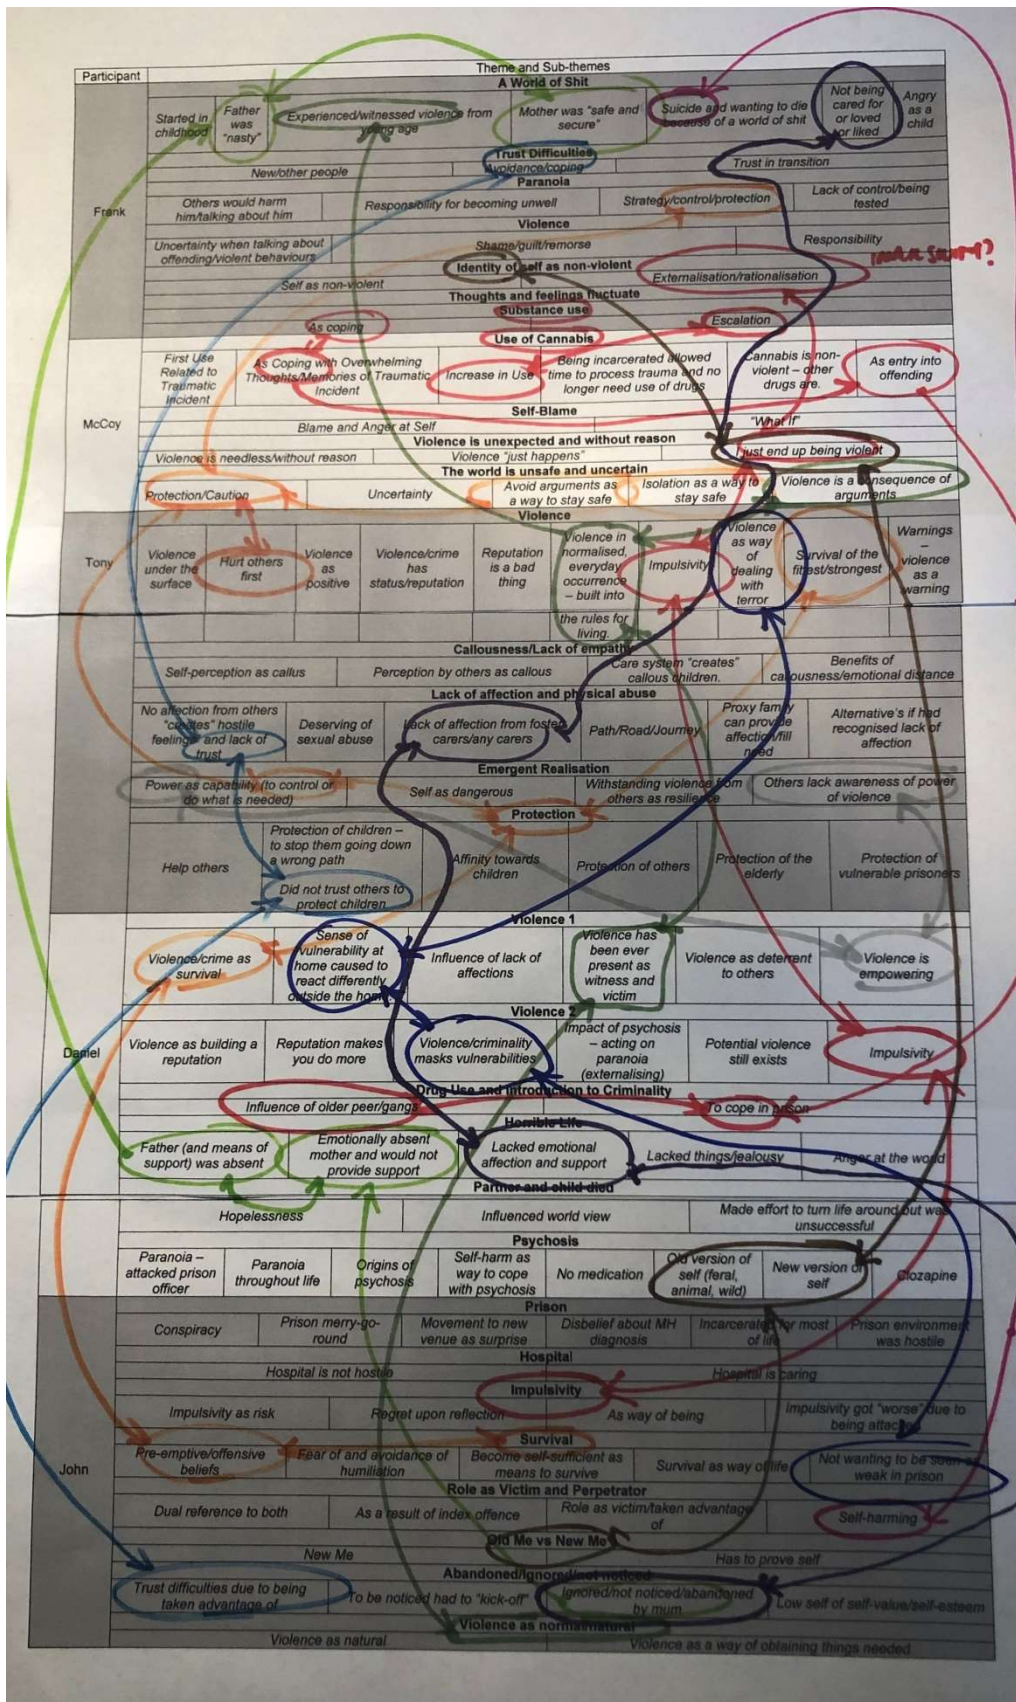 Participant
Theme and Sub-themes
A World of Shit
Frank
Started in childhood
Father was "nasty"
Experienced/witnessed violence from young age
Mother was "safe and secure"
Suicide and wanting to die because of a world of shit
Not being cared for or loved or liked
Angry as a child
Trust Difficulties
New/other people
Avoidance/coping
Trust in transition
Paranoia
Others would harm him/talking about him
Responsibility for becoming unwell
Strategy/control/protection
Lack of control/being tested
Violence
Uncertainty when talking about offending/violent behaviours
Shame/guilt/remorse
Responsibility
Identity of self as non-violent
Self as non-violent
Externalisation/rationalisation
Thoughts and feelings fluctuate
Substance use
As coping
Escalation
McCoy
Use of Cannabis
First Use Related to Traumatic Incident
As Coping with Overwhelming Thoughts/Memories of Traumatic Incident
Increase in Use
Being incarcerated allowed time to process trauma and no longer need use of drugs
Cannabis is non-violent – other drugs are.
As entry into offending
Self-Blame
Blame and Anger at Self
"What If"
Violence is unexpected and without reason
Violence is needless/without reason
Violence "just happens"
I just end up being violent
The world is unsafe and uncertain
Protection/Caution
Uncertainty
Avoid arguments as a way to stay safe
Isolation as a way to stay safe
Violence is a consequence of arguments
Tony
Violence
Violence under the surface
Hurt others first
Violence as positive
Violence/crime has status/reputation
Reputation is a bad thing
Violence in normalised, everyday occurrence – built into
the rules for living.
Impulsivity
Violence as way of dealing with terror
Survival of the fittest/strongest
Warnings – violence as a warning
Callousness/Lack of empathy
Self-perception as callus
Perception by others as callous
Care system "creates" callous children.
Benefits of callousness/emotional distance
Lack of affection and physical abuse
No affection from others "creates" hostile feelings and lack of trust
Deserving of sexual abuse
Lack of affection from foster carers/any carers
Path/Road/Journey
Proxy family can provide affection/fill need
Alternative's if had recognised lack of affection
Emergent Realisation
Power as capability (to control or do what is needed)
Self as dangerous
Withstanding violence from others as resilience
Others lack awareness of power of violence
Protection
Help others
Protection of children – to stop them going down a wrong path
Did not trust others to protect children
Affinity towards children
Protection of others
Protection of the elderly
Protection of vulnerable prisoners
Daniel
Violence 1
Violence/crime as survival
Sense of vulnerability at home caused to react differently outside the home
Influence of lack of affections
Violence has been ever present as witness and victim
Violence as deterrent to others
Violence is empowering
Violence 2
Violence as building a reputation
Reputation makes you do more
Violence/criminality masks vulnerabilities
Impact of psychosis – acting on paranoia (externalising)
Potential violence still exists
Impulsivity
Drug Use and Introduction to Criminality
Influence of older peer/gangs
To cope in prison
Horrible Life
Father (and means of support) was absent
Emotionally absent mother and would not provide support
Lacked emotional affection and support
Lacked things/jealousy
Anger at the world
Partner and child died
Hopelessness
Influenced world view
Made effort to turn life around but was unsuccessful
Psychosis
Paranoia – attacked prison officer
Paranoia throughout life
Origins of psychosis
Self-harm as way to cope with psychosis
No medication
Old version of self (feral, animal, wild)
New version of self
Clozapine
John
Prison
Conspiracy
Prison merry-go-round
Movement to new venue as surprise
Disbelief about MH diagnosis
Incarcerated for most of life
Prison environment was hostile
Hospital
Hospital is not hostile
Hospital is caring
Impulsivity
Impulsivity as risk
Regret upon reflection
As way of being
Impulsivity got "worse" due to being attacked
Survival
Pre-emptive/offensive beliefs
Fear of and avoidance of humiliation
Become self-sufficient as means to survive
Survival as way of life
Not wanting to be seen as weak in prison
Role as Victim and Perpetrator
Dual reference to both
As a result of index offence
Role as victim/taken advantage of
Self-harming
Old Me vs New Me
New Me
Has to prove self
Abandoned/Ignored/not noticed
Trust difficulties due to being taken advantage of
To be noticed had to "kick-off"
Ignored/not noticed/abandoned by mum
Low self of self-value/self-esteem
Violence as normal/natural
Violence as natural
Violence as a way of obtaining things needed